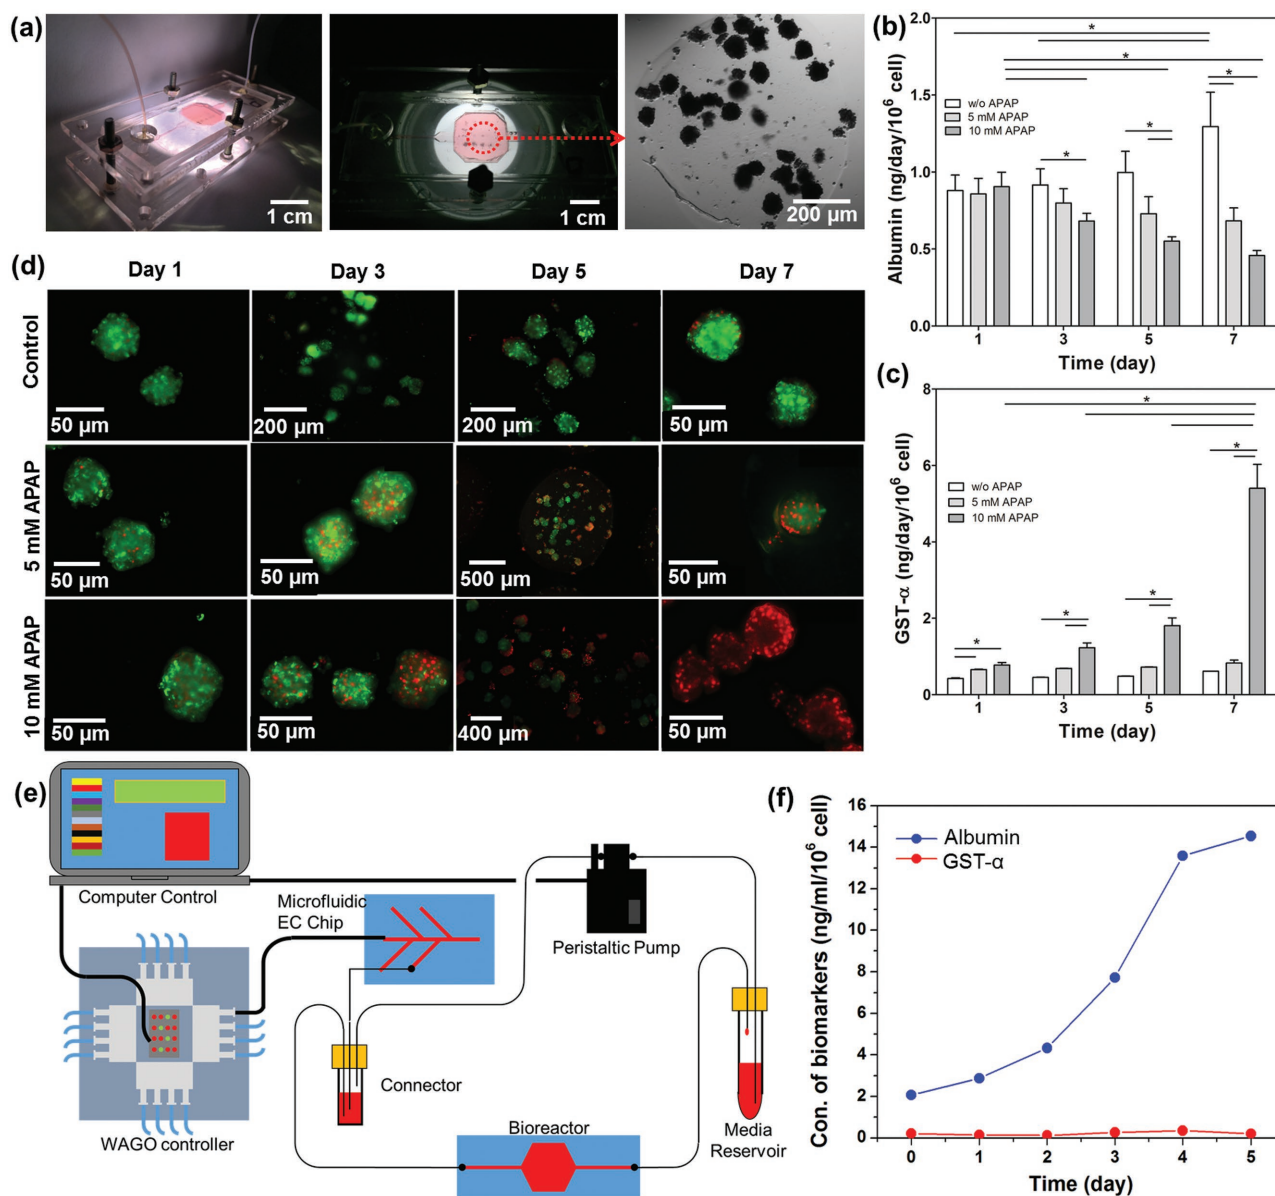 (a)
1 cm
1 cm
200 µm
(b)
Albumin (ng/day/10⁶ cell)
2.0
1.5
1.0
0.5
0.0
w/o APAP
5 mM APAP
10 mM APAP
*
*
*
*
*
1
3
5
7
Time (day)
(c)
GST-α (ng/day/10⁶ cell)
8
6
4
2
0
w/o APAP
5 mM APAP
10 mM APAP
*
*
*
*
*
1
3
5
7
Time (day)
(d)
Day 1
Day 3
Day 5
Day 7
Control
50 µm
200 µm
200 µm
50 µm
5 mM APAP
50 µm
50 µm
500 µm
50 µm
10 mM APAP
50 µm
50 µm
400 µm
50 µm
(e)
Computer Control
Microfluidic
EC Chip
Peristaltic Pump
WAGO controller
Connector
Bioreactor
Media
Reservoir
(f)
Con. of biomarkers (ng/ml/10⁶ cell)
16
14
12
10
8
6
4
2
0
Albumin
GST-α
0
1
2
3
4
5
Time (day)